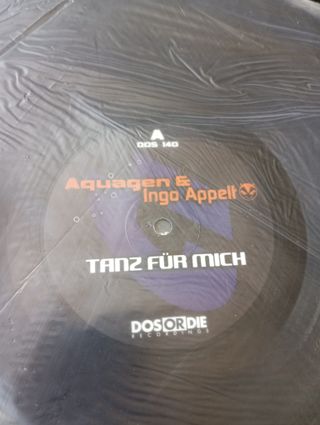 A
DOS 140
Aquagen &
Ingo Appelt
TANZ FÜR MICH
DOSORDIE
RECORDINGS